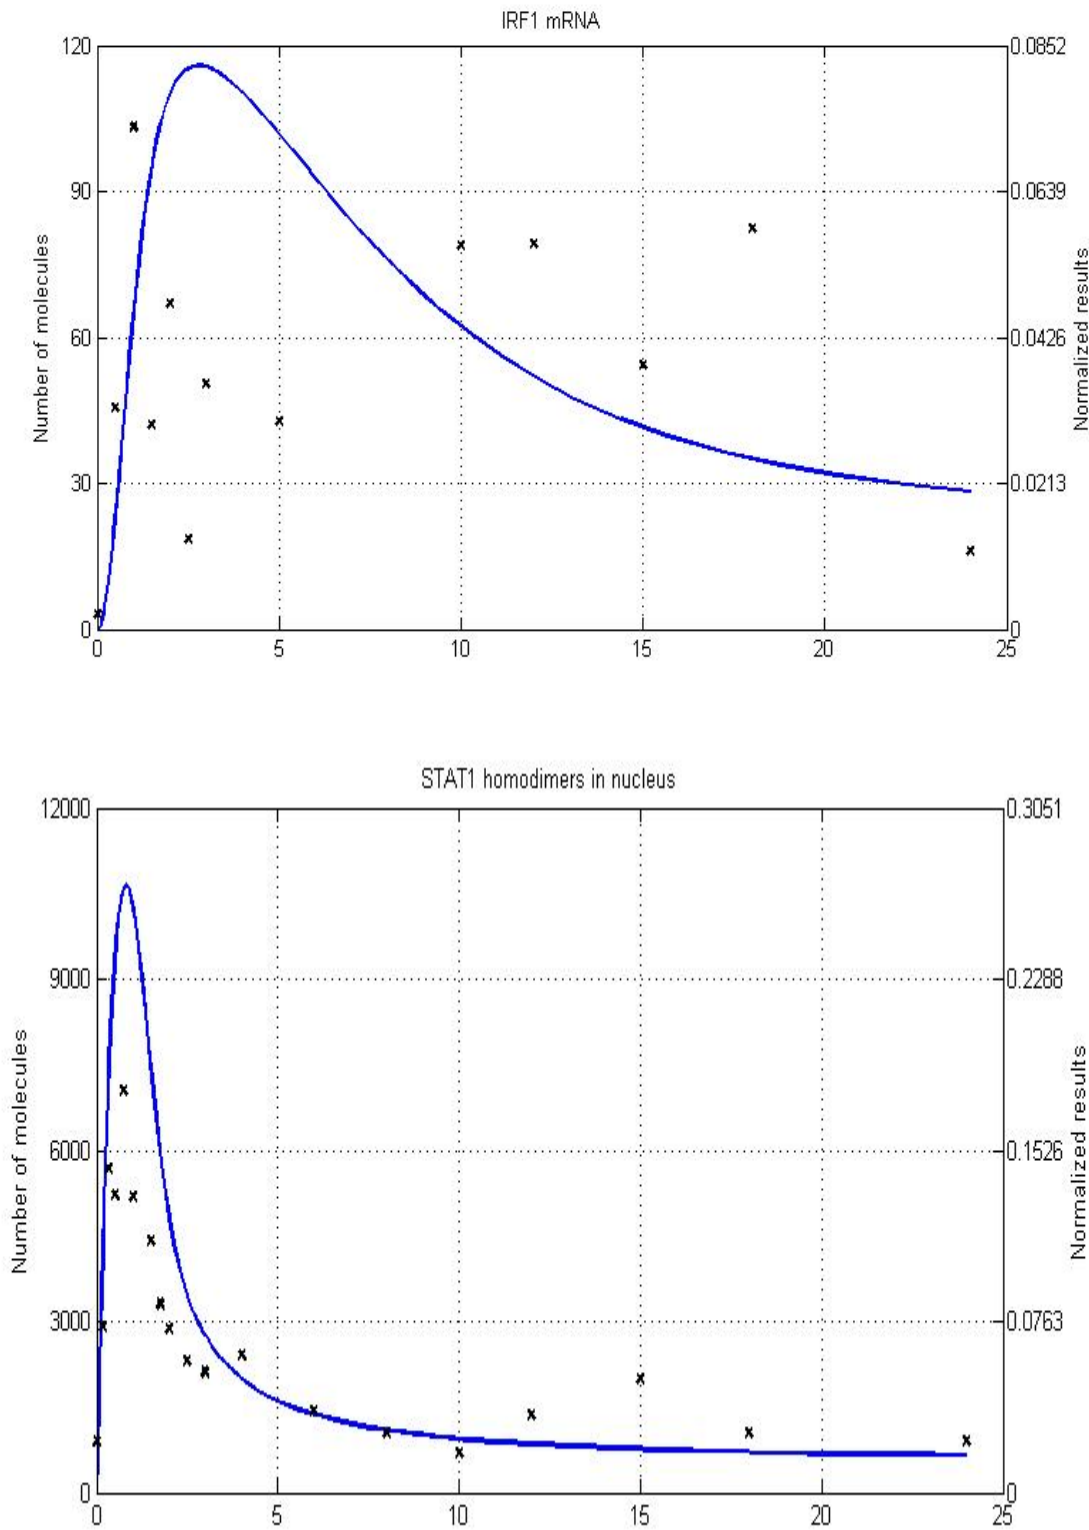 IRF1 mRNA
120
90
60
30
0
Number of molecules
0.0852
0.0639
0.0426
0.0213
0
Normalized results
0 5 10 15 20 25
STAT1 homodimers in nucleus
12000
9000
6000
3000
0
Number of molecules
0.3051
0.2288
0.1526
0.0763
0
Normalized results
0 5 10 15 20 25